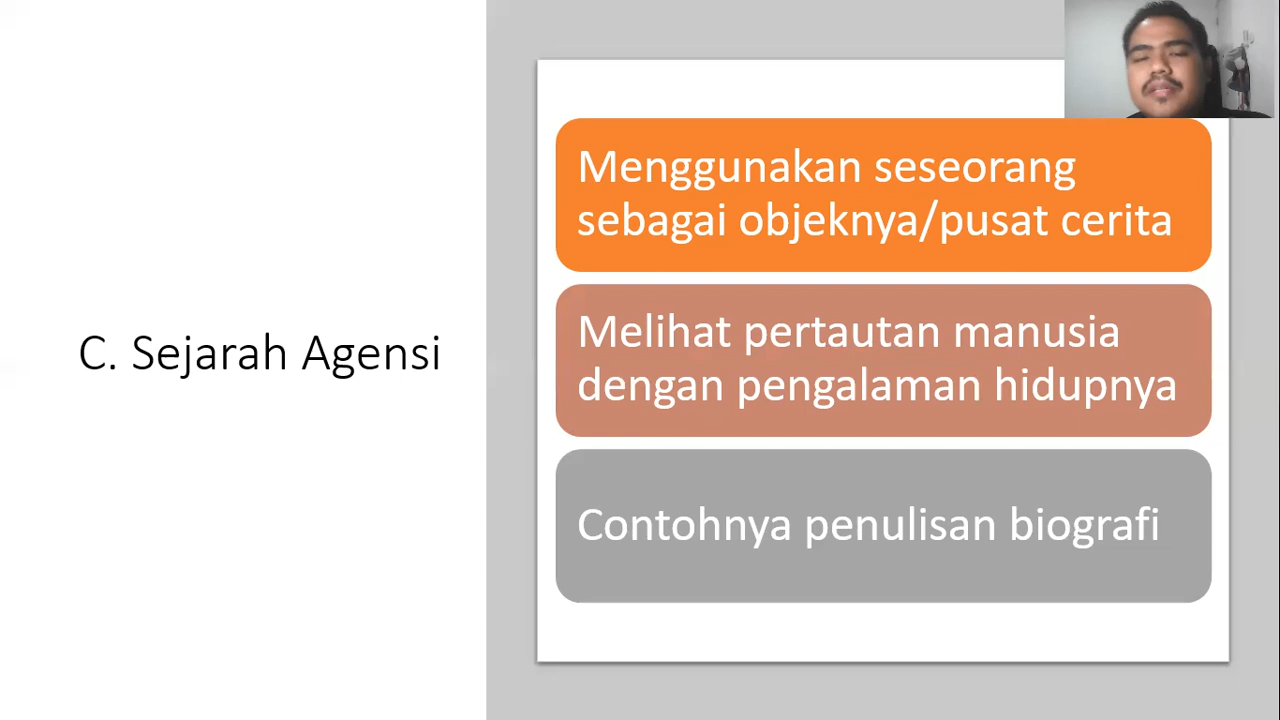 C. Sejarah Agensi
Menggunakan seseorang
sebagai objeknya/pusat cerita
Melihat pertautan manusia
dengan pengalaman hidupnya
Contohnya penulisan biografi